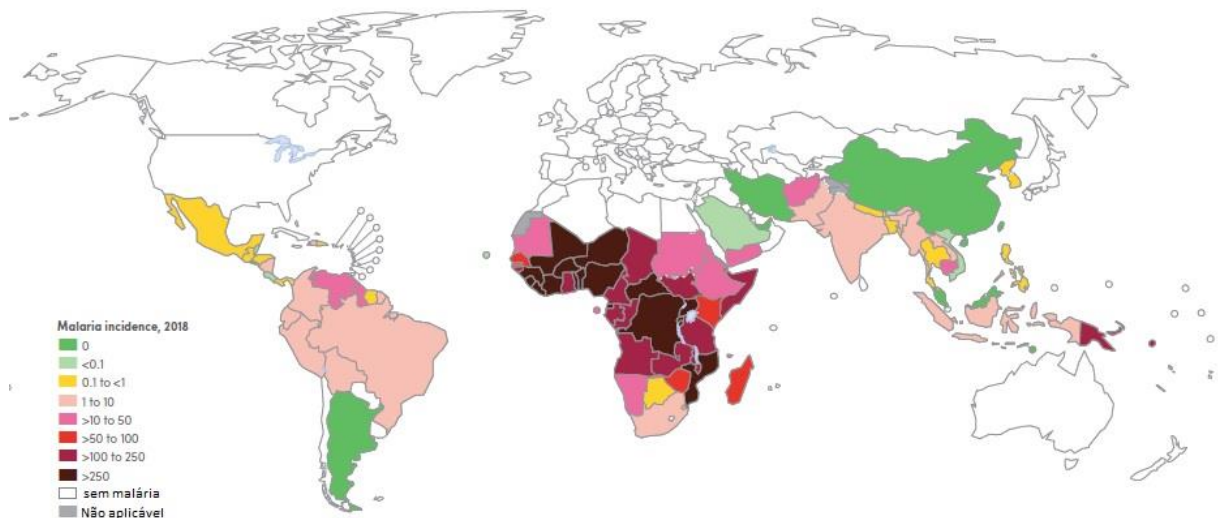 Malaria incidence, 2018
0
<0.1
0.1 to <1
1 to 10
>10 to 50
>50 to 100
>100 to 250
>250
sem malária
Não aplicável